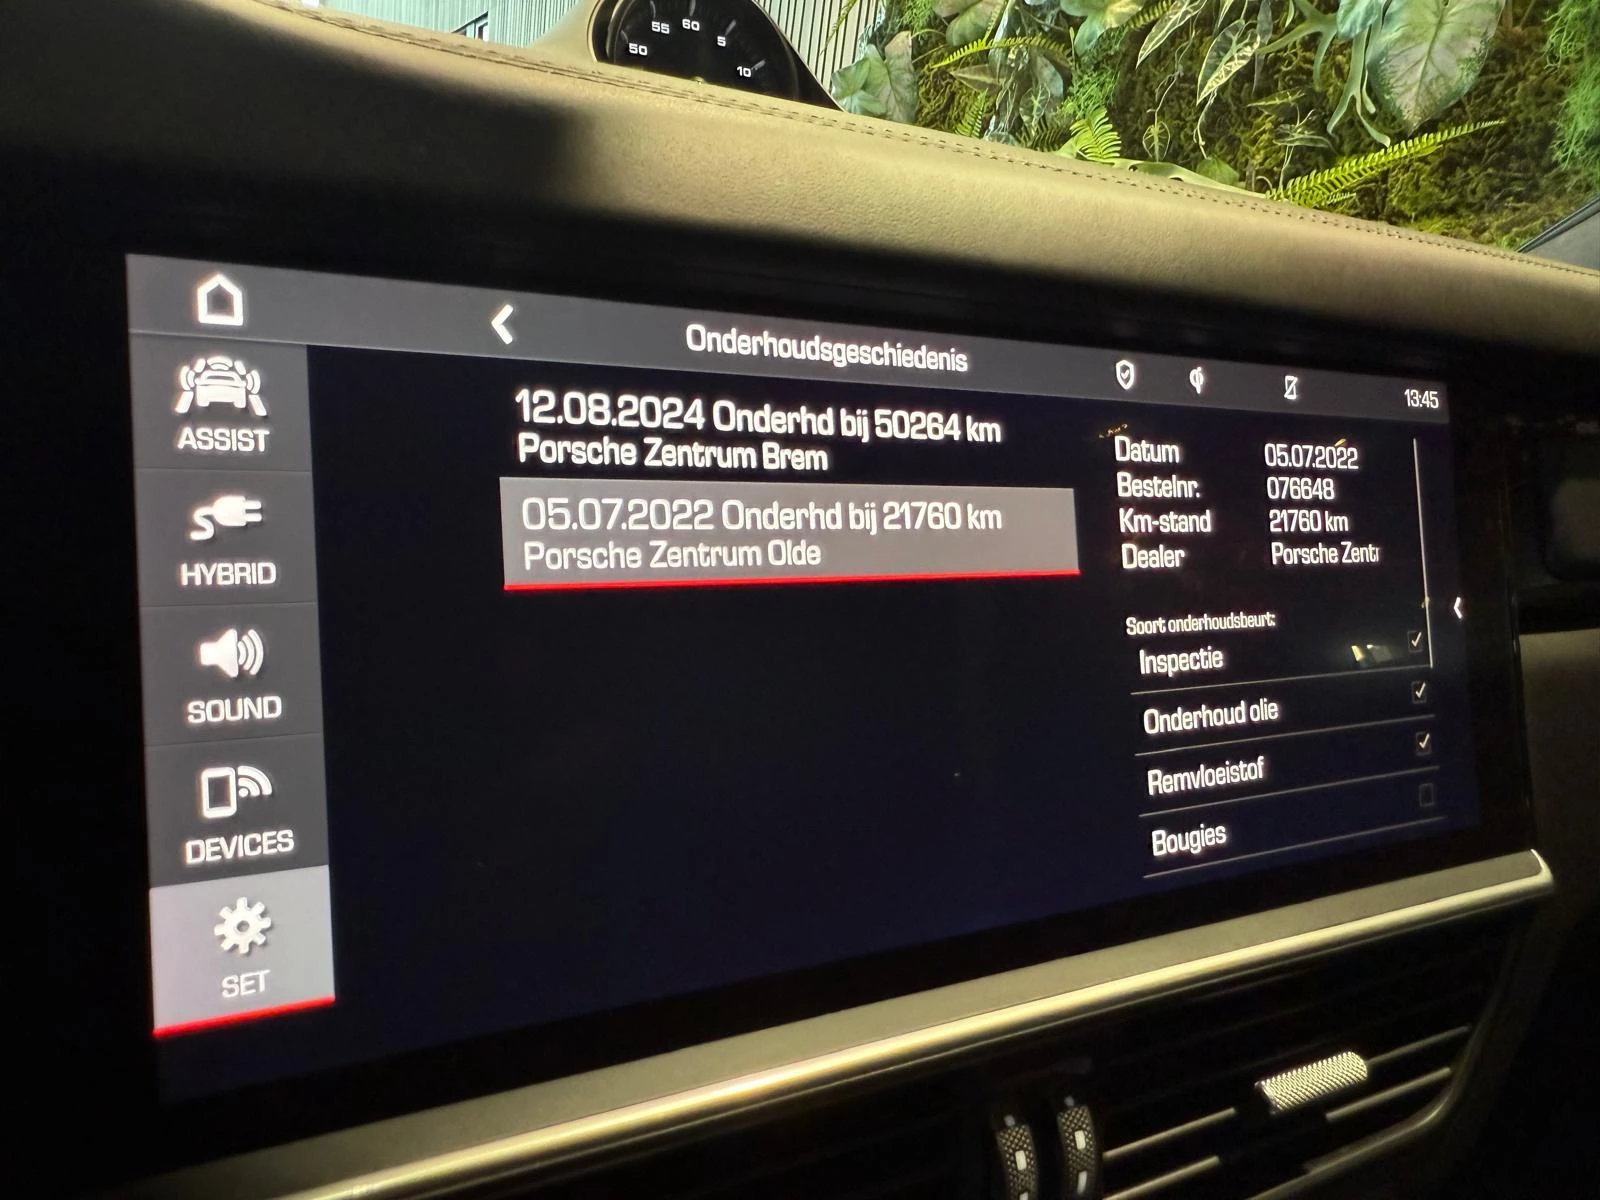 50 55 60 5 10
Onderhoudsgeschiedenis
13:45
ASSIST
HYBRID
SOUND
DEVICES
SET
12.08.2024 Onderhd bij 50264 km
Porsche Zentrum Brem
05.07.2022 Onderhd bij 21760 km
Porsche Zentrum Olde
Datum 05.07.2022
Bestelnr. 076648
Km-stand 21760 km
Dealer Porsche Zentr
Soort onderhoudsbeurt:
Inspectie
Onderhoud olie
Remvloeistof
Bougies